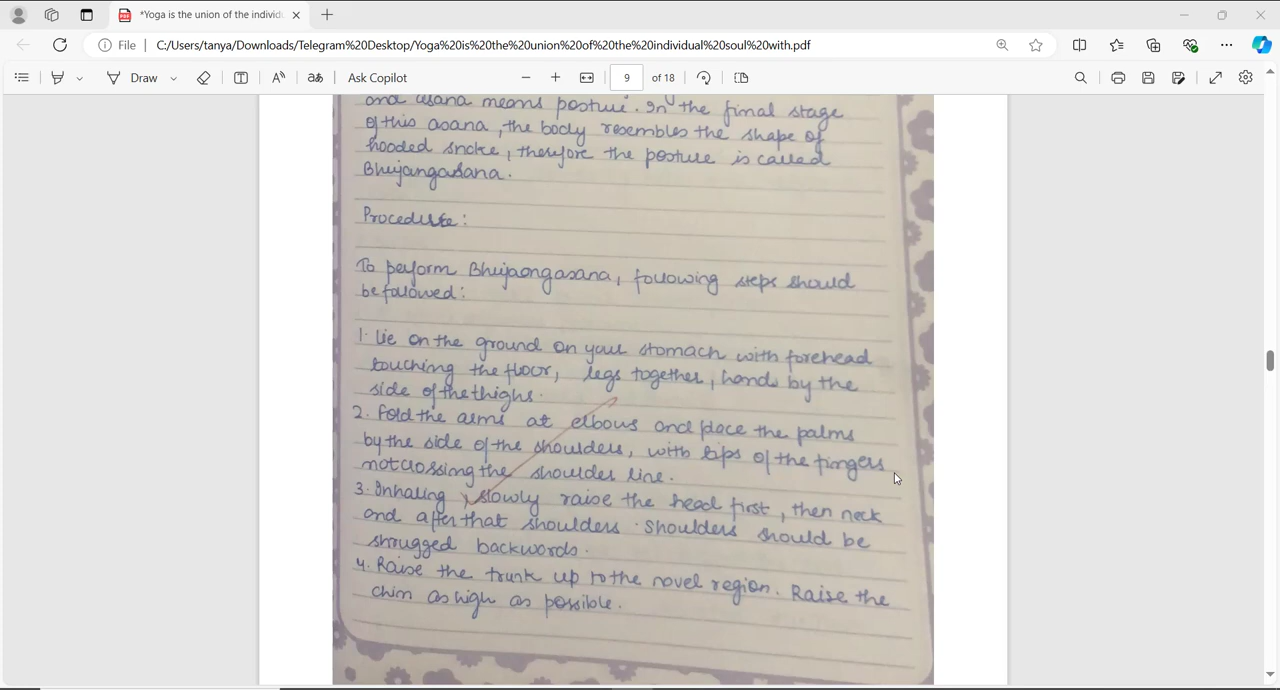 *Yoga is the union of the individu
File
C:/Users/tanya/Downloads/Telegram%20Desktop/Yoga%20is%20the%20union%20of%20the%20individual%20soul%20with.pdf
Draw
aあ
Ask Copilot
9 of 18
and asana means posture. In the final stage
of this asana, the body resembles the shape of
hooded snake, therefore the posture is called
Bhujangasana.
Procedure:
To perform Bhujaongasana, following steps should
be followed:
1. Lie on the ground on your stomach with forehead
touching the floor, legs together, hands by the
side of the thighs.
2. Fold the arms at elbows and place the palms
by the side of the shoulders, with tips of the fingers
not crossing the shoulder line.
3. Inhaling, slowly raise the head first, then neck
and after that shoulders. Shoulders should be
shrugged backwords.
4. Raise the trunk up to the novel region. Raise the
chin as high as possible.